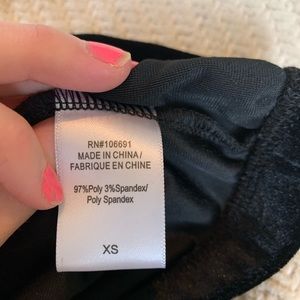 RN#106691
MADE IN CHINA/
FABRIQUE EN CHINE
97%Poly 3%Spandex/
Poly Spandex
XS